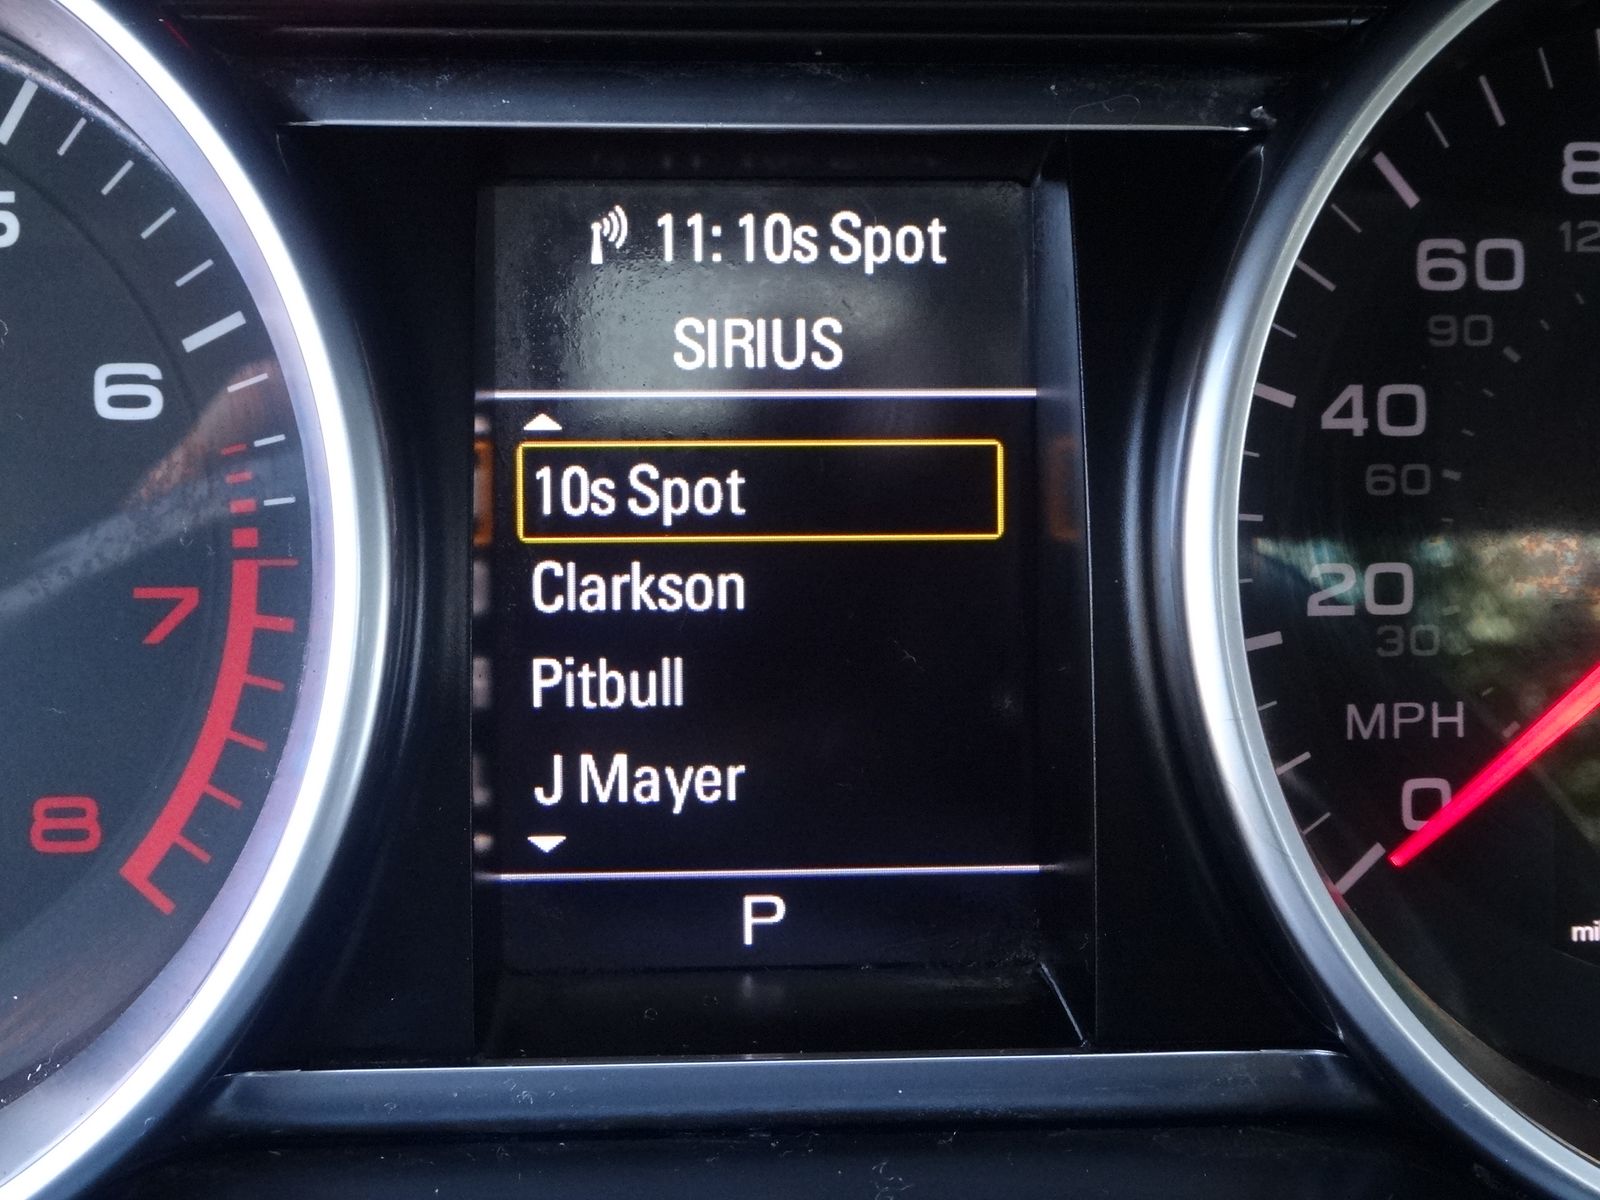 11: 10s Spot
SIRIUS
10s Spot
Clarkson
Pitbull
J Mayer
P
6
7
8
60
90
40
60
20
30
MPH
0